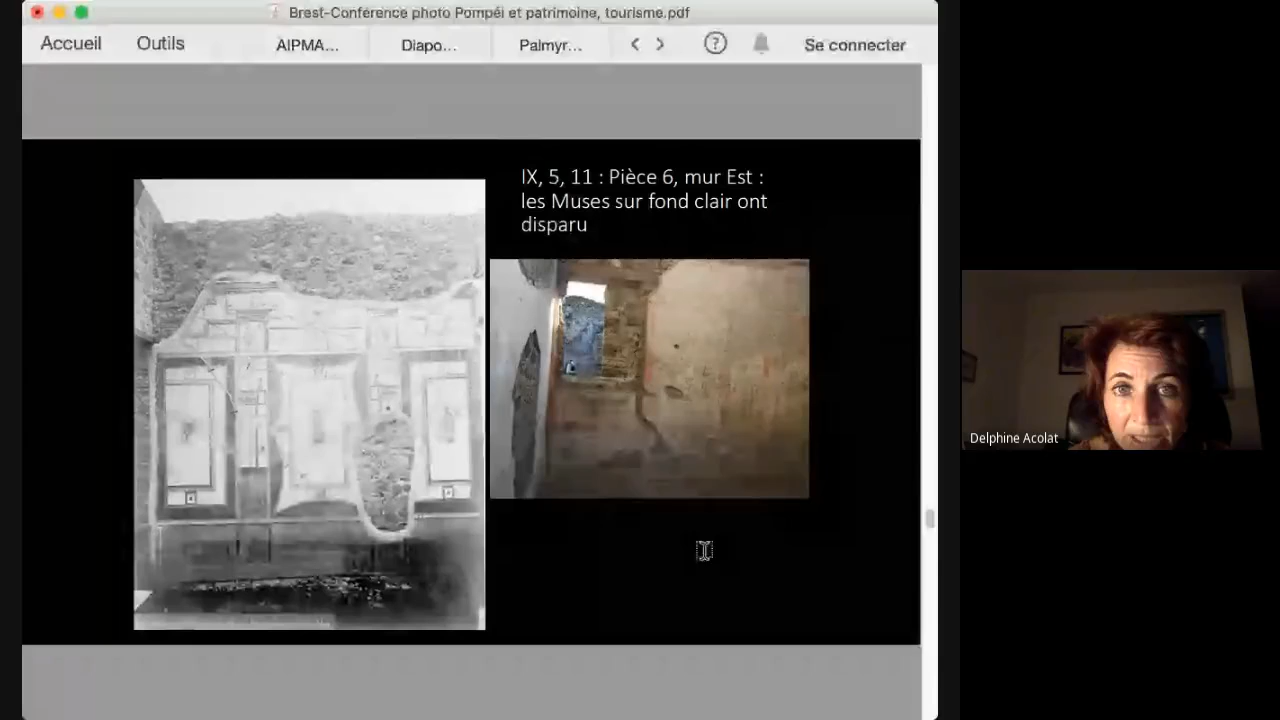 Brest-Conférence photo Pompéi et patrimoine, tourisme.pdf
Accueil Outils AIPMA... Diapo... Palmyr... Se connecter
IX, 5, 11 : Pièce 6, mur Est :
les Muses sur fond clair ont
disparu
Delphine Acolat